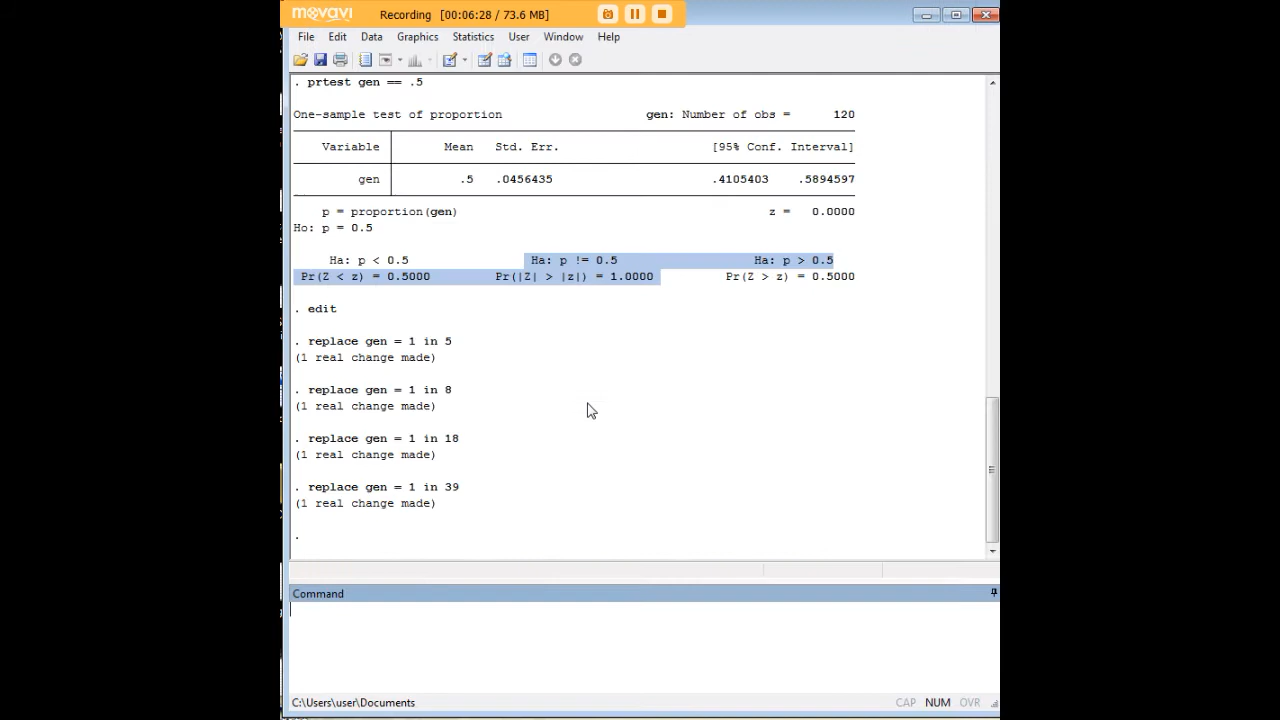 movavi Recording [00:06:28 / 73.6 MB]
File Edit Data Graphics Statistics User Window Help
. prtest gen == .5
One-sample test of proportion gen: Number of obs = 120
Variable Mean Std. Err. [95% Conf. Interval]
gen .5 .0456435 .4105403 .5894597
p = proportion(gen) z = 0.0000
Ho: p = 0.5
Ha: p < 0.5 Ha: p != 0.5 Ha: p > 0.5
Pr(Z < z) = 0.5000 Pr(|Z| > |z|) = 1.0000 Pr(Z > z) = 0.5000
. edit
. replace gen = 1 in 5
(1 real change made)
. replace gen = 1 in 8
(1 real change made)
. replace gen = 1 in 18
(1 real change made)
. replace gen = 1 in 39
(1 real change made)
.
Command
C:\Users\user\Documents CAP NUM OVR